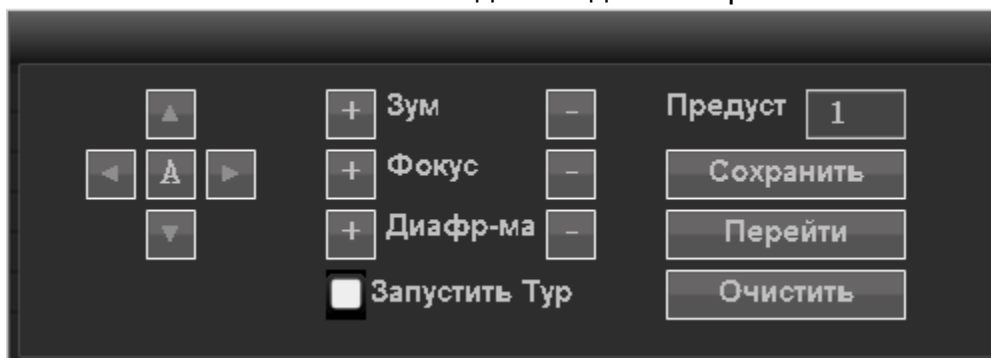 + Зум - Предуст 1
A + Фокус - Сохранить
+ Диафр-ма - Перейти
Запустить Тур Очистить